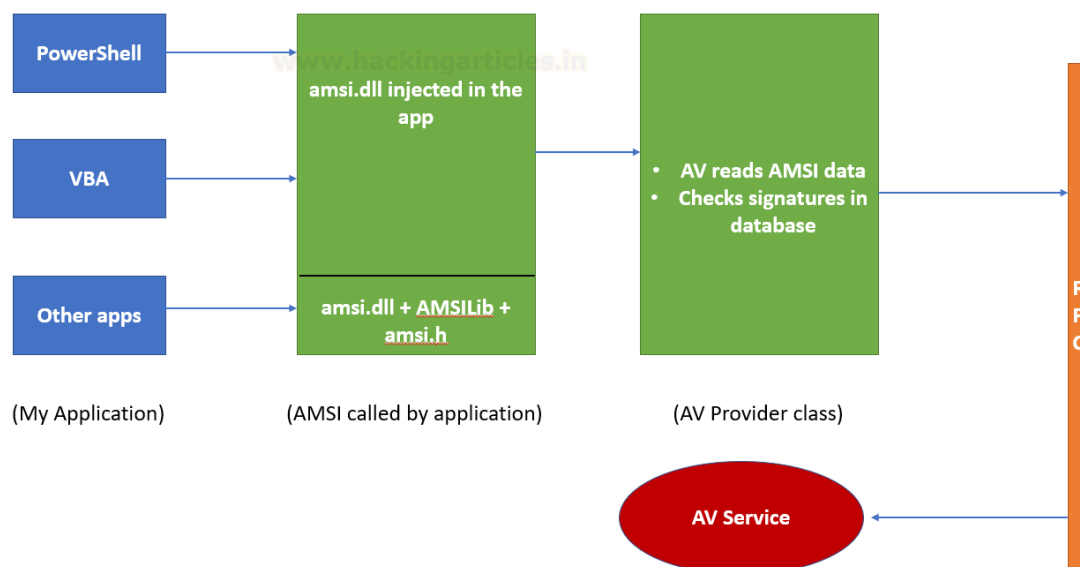 PowerShell
VBA
Other apps
www.hackingarticles.in
amsi.dll injected in the
app
amsi.dll + AMSILib +
amsi.h
• AV reads AMSI data
• Checks signatures in
database
(My Application)
(AMSI called by application)
(AV Provider class)
AV Service